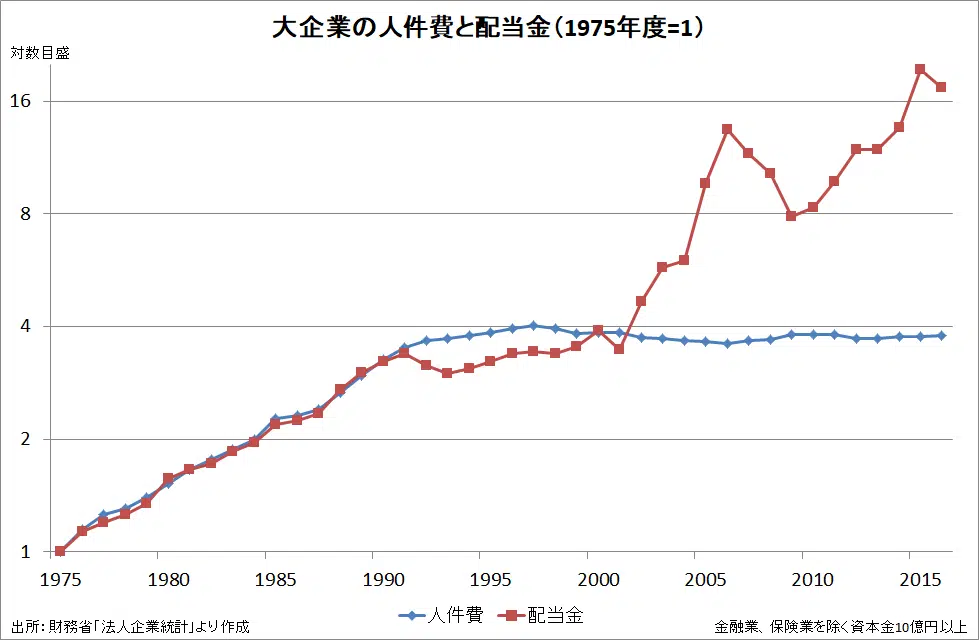 大企業の人件費と配当金（1975年度=1）
対数目盛
16
8
4
2
1
1975 1980 1985 1990 1995 2000 2005 2010 2015
人件費 配当金
出所：財務省「法人企業統計」より作成
金融業、保険業を除く資本金10億円以上